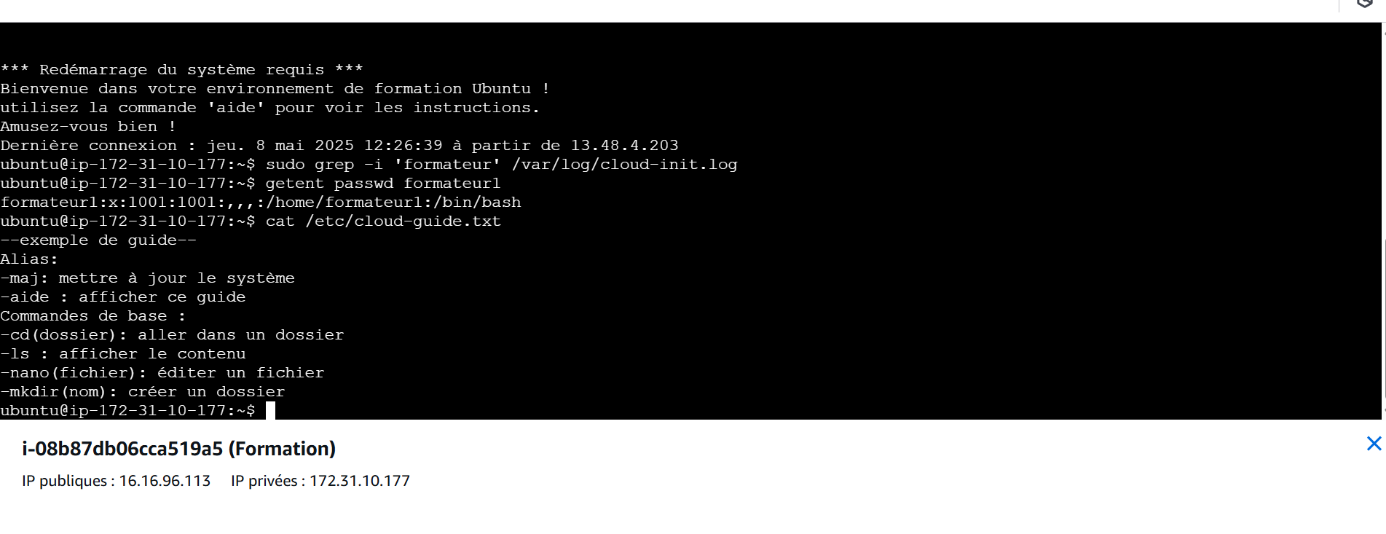 *** Redémarrage du système requis ***
Bienvenue dans votre environnement de formation Ubuntu !
utilisez la commande 'aide' pour voir les instructions.
Amusez-vous bien !
Dernière connexion : jeu. 8 mai 2025 12:26:39 à partir de 13.48.4.203
ubuntu@ip-172-31-10-177:~$ sudo grep -i 'formateur' /var/log/cloud-init.log
ubuntu@ip-172-31-10-177:~$ getent passwd formateur1
formateur1:x:1001:1001:,,,:/home/formateur1:/bin/bash
ubuntu@ip-172-31-10-177:~$ cat /etc/cloud-guide.txt
--exemple de guide--
Alias:
-maj: mettre à jour le système
-aide : afficher ce guide
Commandes de base :
-cd(dossier): aller dans un dossier
-ls : afficher le contenu
-nano(fichier): éditer un fichier
-mkdir(nom): créer un dossier
ubuntu@ip-172-31-10-177:~$
i-08b87db06cca519a5 (Formation)
IP publiques : 16.16.96.113 IP privées : 172.31.10.177